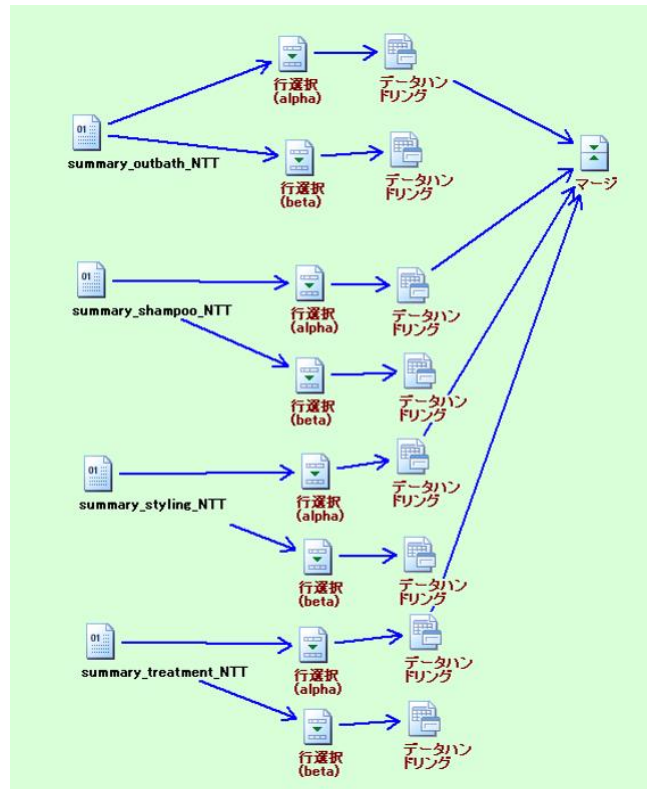 行選択
(alpha)
データハン
ドリング
01
summary_outbath_NTT
行選択
(beta)
データハン
ドリング
マージ
01
summary_shampoo_NTT
行選択
(alpha)
データハン
ドリング
行選択
(beta)
データハン
ドリング
01
summary_styling_NTT
行選択
(alpha)
データハン
ドリング
行選択
(beta)
データハン
ドリング
01
summary_treatment_NTT
行選択
(alpha)
データハン
ドリング
行選択
(beta)
データハン
ドリング